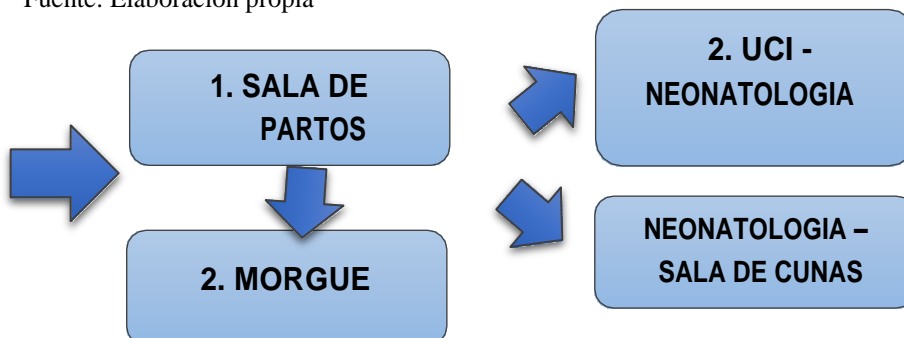 Fuente: Elaboración propia
1. SALA DE
PARTOS
2. MORGUE
2. UCI -
NEONATOLOGIA
NEONATOLOGIA –
SALA DE CUNAS